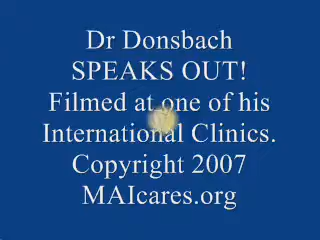 Dr Donsbach
SPEAKS OUT!
Filmed at one of his
International Clinics.
Copyright 2007
MAIcares.org